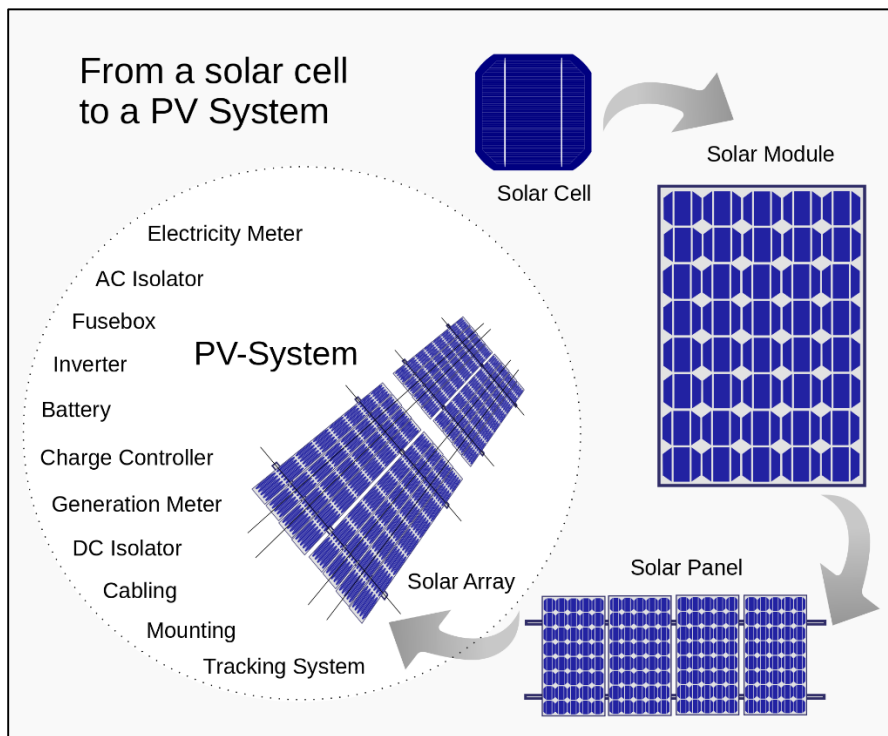 From a solar cell
to a PV System
Solar Cell
Solar Module
Solar Panel
Solar Array
PV-System
Electricity Meter
AC Isolator
Fusebox
Inverter
Battery
Charge Controller
Generation Meter
DC Isolator
Cabling
Mounting
Tracking System